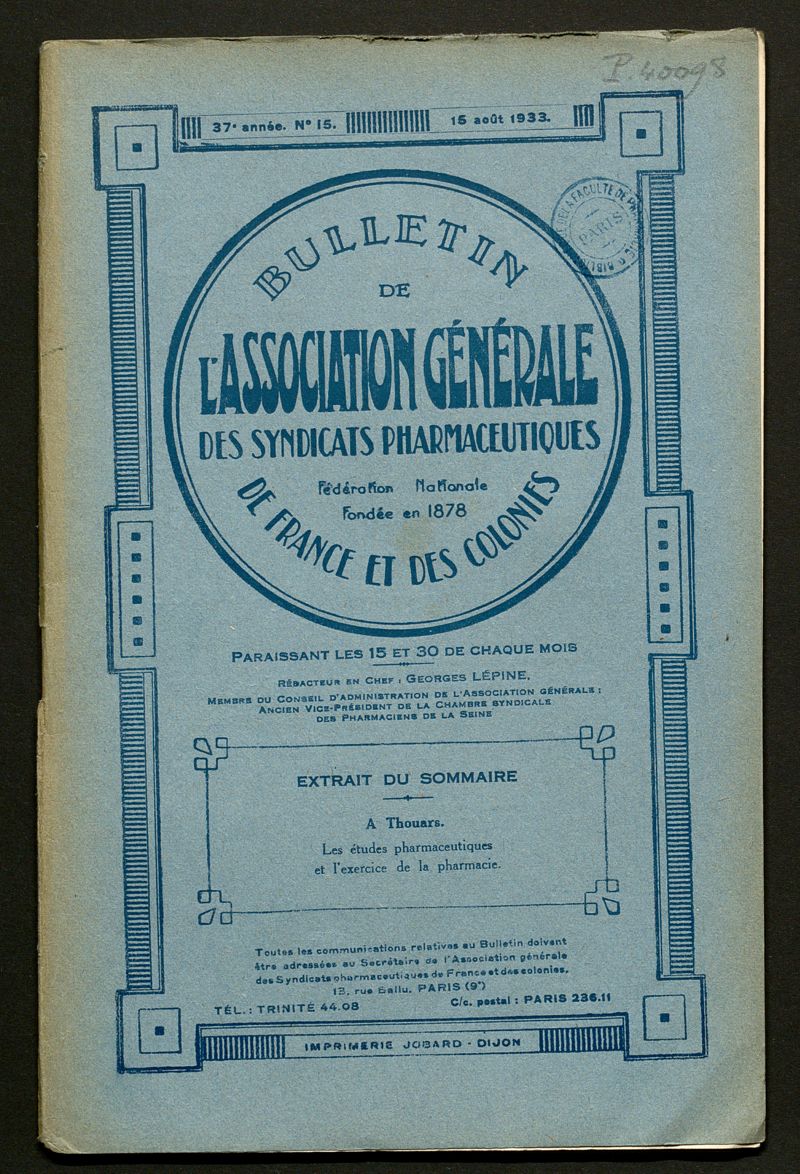 P. 40098
37e année. No 15. 15 août 1933.
BULLETIN
DE
L'ASSOCIATION GÉNÉRALE
DES SYNDICATS PHARMACEUTIQUES
Fédération Nationale
Fondée en 1878
DE FRANCE ET DES COLONIES
PARAISSANT LES 15 ET 30 DE CHAQUE MOIS
RÉDACTEUR EN CHEF : GEORGES LÉPINE,
MEMBRE DU CONSEIL D'ADMINISTRATION DE L'ASSOCIATION GÉNÉRALE ;
ANCIEN VICE-PRÉSIDENT DE LA CHAMBRE SYNDICALE
DES PHARMACIENS DE LA SEINE
EXTRAIT DU SOMMAIRE
A Thouars.
Les études pharmaceutiques
et l'exercice de la pharmacie.
Toutes les communications relatives au Bulletin doivent
être adressées au Secrétaire de l'Association générale
des Syndicats pharmaceutiques de France et des colonies,
13, rue Ballu, PARIS (9e)
TÉL. : TRINITÉ 44.08 C/c. postal : PARIS 236.11
IMPRIMERIE JOBARD - DIJON
LA FACULTÉ DE
PARIS